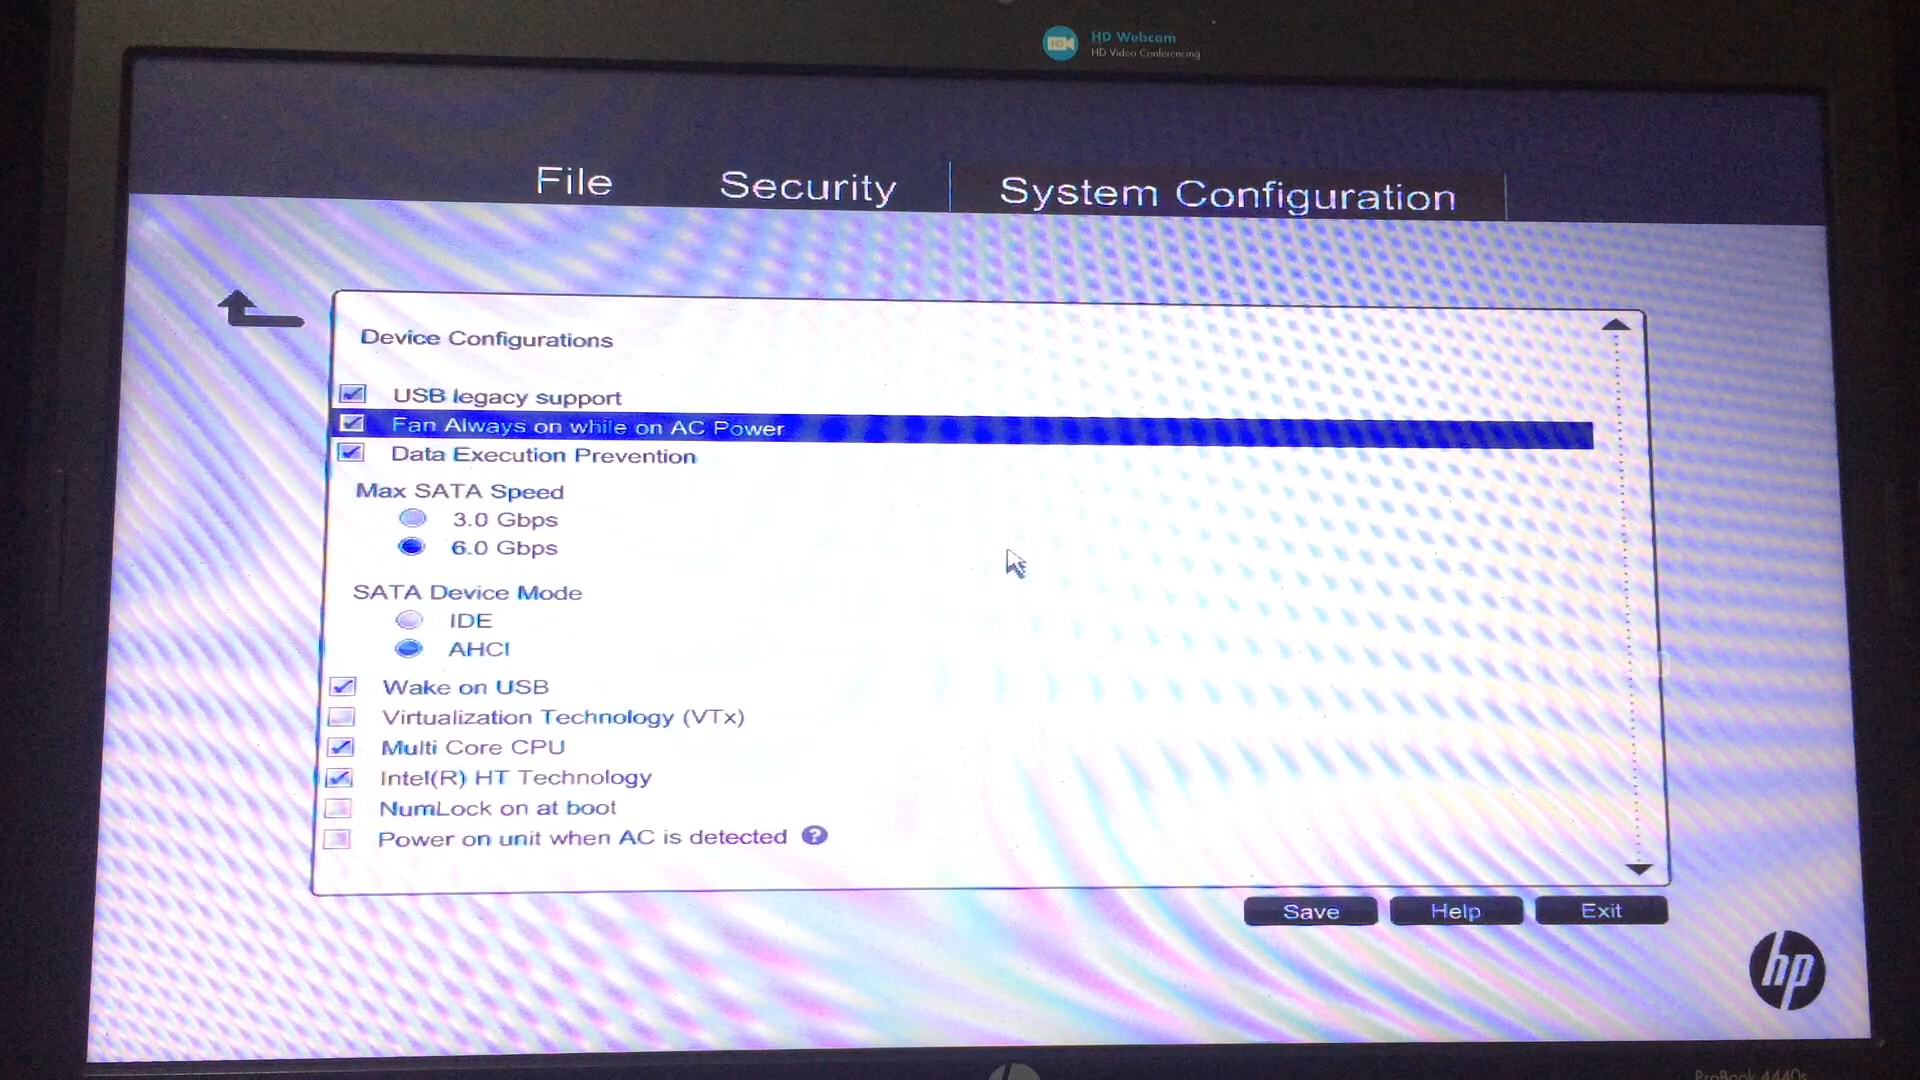 HD Webcam
HD Video Conferencing
File Security System Configuration
Device Configurations
USB legacy support
Fan Always on while on AC Power
Data Execution Prevention
Max SATA Speed
3.0 Gbps
6.0 Gbps
SATA Device Mode
IDE
AHCI
Wake on USB
Virtualization Technology (VTx)
Multi Core CPU
Intel(R) HT Technology
NumLock on at boot
Power on unit when AC is detected ?
Save Help Exit
hp
ProBook 4440s